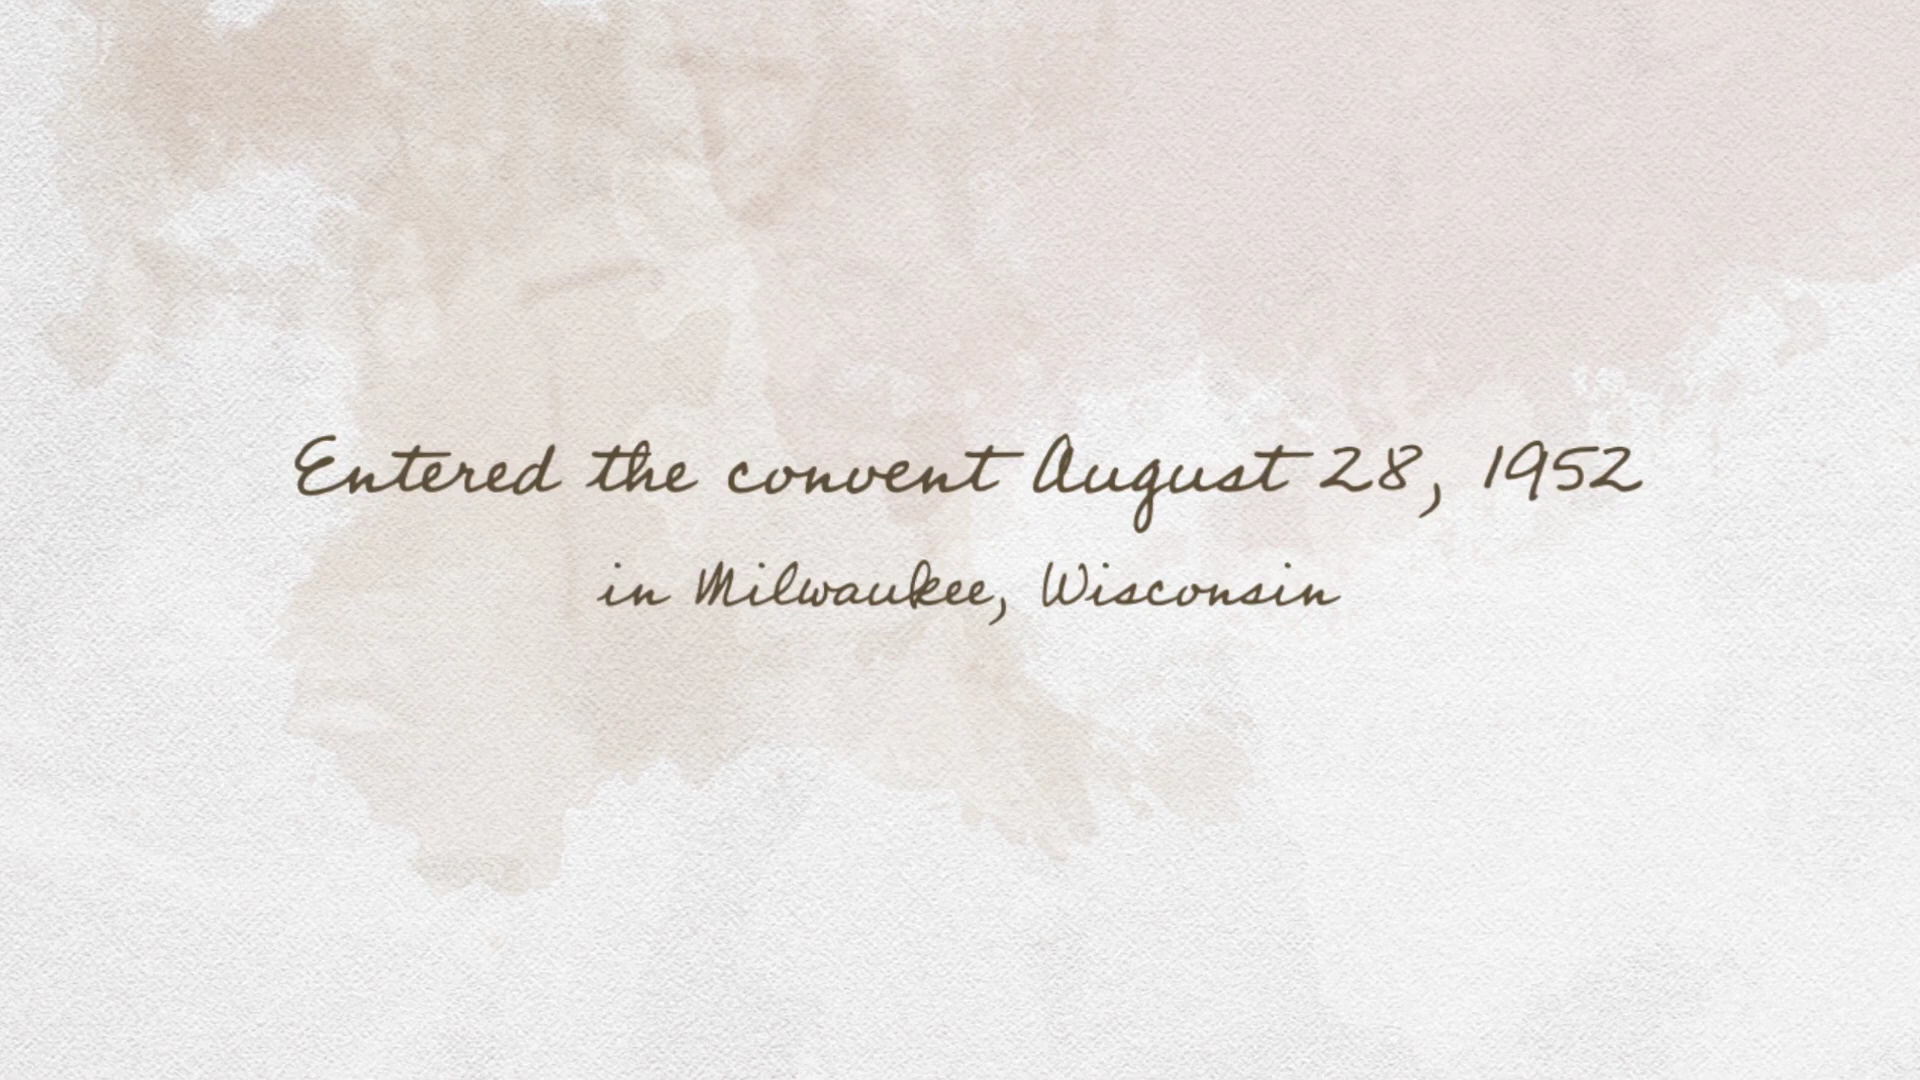 Entered the convent August 28, 1952
in Milwaukee, Wisconsin